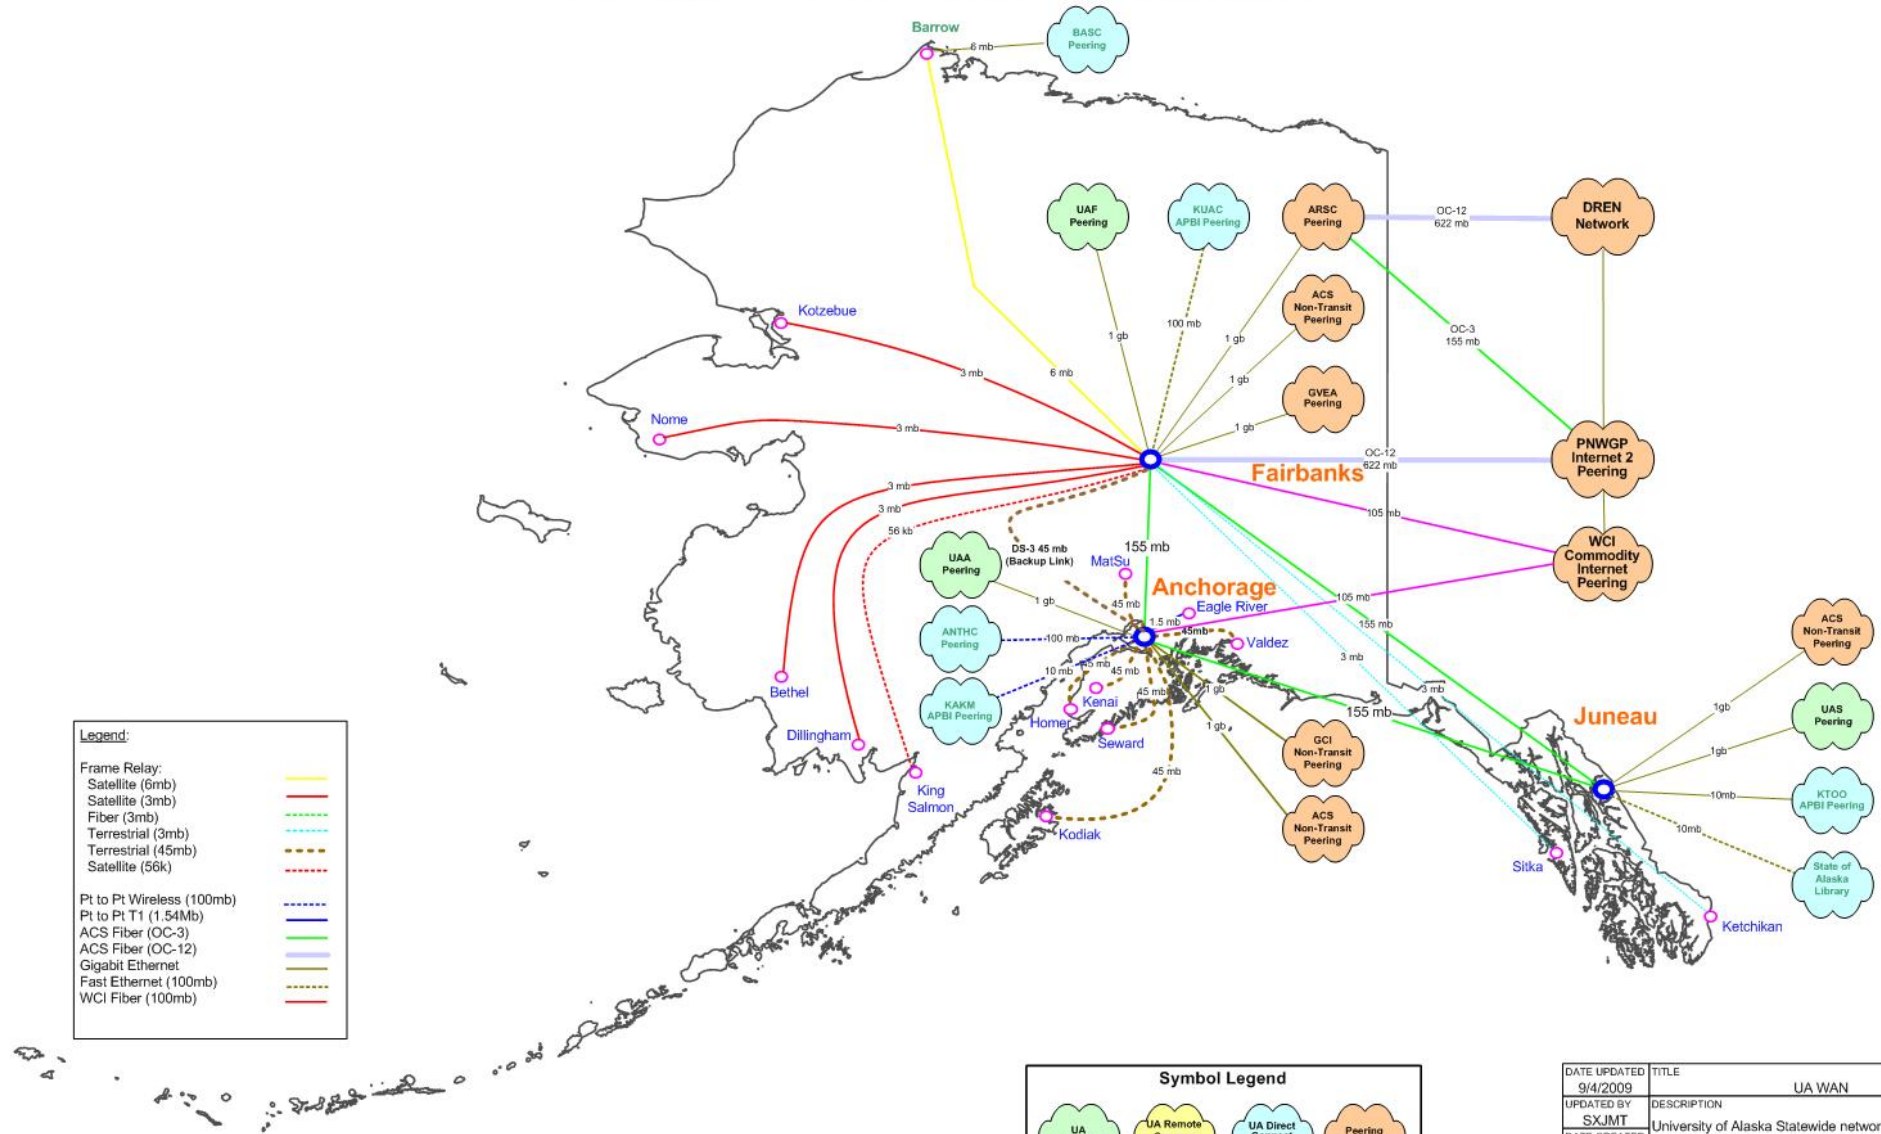 Barrow
6 mb
BASC
Peering
UAF
Peering
KUAC
APBI Peering
ARSC
Peering
OC-12
622 mb
DREN
Network
ACS
Non-Transit
Peering
Kotzebue
1 gb
100 mb
1 gb
OC-3
155 mb
3 mb
6 mb
1 gb
GVEA
Peering
Nome
3 mb
1 gb
OC-12
622 mb
PNWGP
Internet 2
Peering
Fairbanks
3 mb
3 mb
105 mb
56 kb
DS-3 45 mb
(Backup Link)
155 mb
WCI
Commodity
Internet
Peering
UAA
Peering
MatSu
Anchorage
1 gb
45 mb
Eagle River
105 mb
1.5 mb
155 mb
ANTHC
Peering
100 mb
45mb
Valdez
ACS
Non-Transit
Peering
3 mb
10 mb
45 mb
45 mb
Bethel
45 mb
1 gb
3 mb
KAKM
APBI Peering
Kenai
Homer
155 mb
Juneau
1gb
UAS
Peering
1 gb
Dillingham
Seward
GCI
Non-Transit
Peering
1gb
King
Salmon
45 mb
10mb
KTOO
APBI Peering
Kodiak
ACS
Non-Transit
Peering
10mb
Sitka
State of
Alaska
Library
Ketchikan
Legend:
Frame Relay:
Satellite (6mb)
Satellite (3mb)
Fiber (3mb)
Terrestrial (3mb)
Terrestrial (45mb)
Satellite (56k)
Pt to Pt Wireless (100mb)
Pt to Pt T1 (1.54Mb)
ACS Fiber (OC-3)
ACS Fiber (OC-12)
Gigabit Ethernet
Fast Ethernet (100mb)
WCI Fiber (100mb)
Symbol Legend
UA
UA Remote
UA Direct
Peering
DATE UPDATED
9/4/2009
TITLE
UA WAN
UPDATED BY
SXJMT
DESCRIPTION
University of Alaska Statewide networ